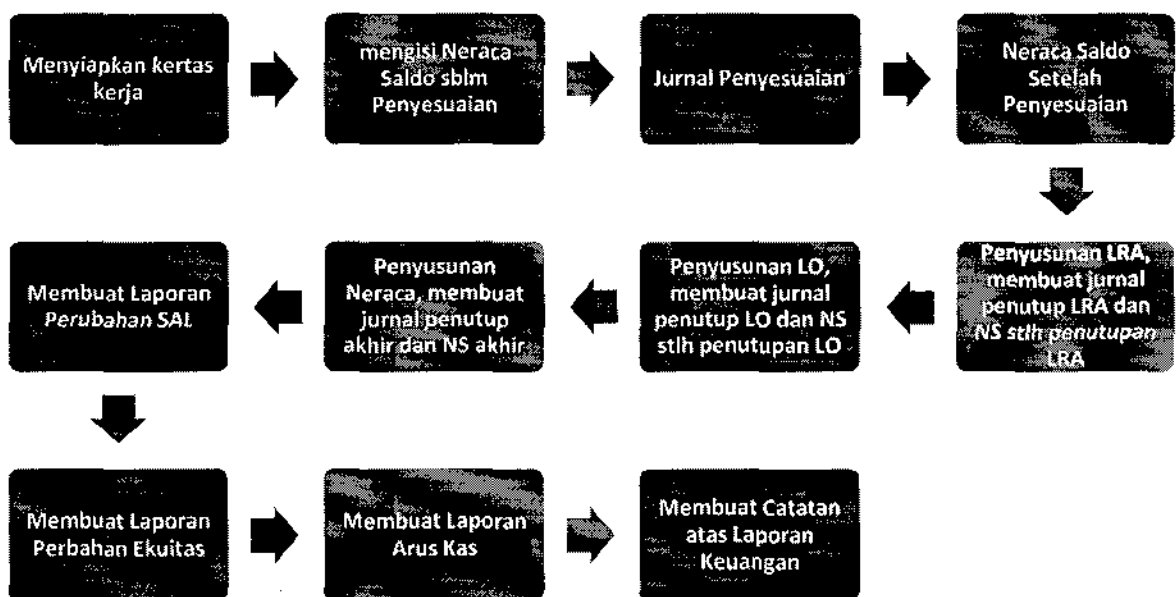 Menyiapkan kertas
kerja
mengisi Neraca
Saldo sblm
Penyesuaian
Jurnal Penyesuaian
Neraca Saldo
Setelah
Penyesuaian
Membuat Laporan
Perubahan SAL
Penyusunan
Neraca, membuat
jurnal penutup
akhir dan NS akhir
Penyusunan LO,
membuat jurnal
penutup LO dan NS
stlh penutupan LO
Penyusunan LRA,
membuat jurnal
penutup LRA dan
NS stlh penutupan
LRA
Membuat Laporan
Perbahan Ekuitas
Membuat Laporan
Arus Kas
Membuat Catatan
atas Laporan
Keuangan